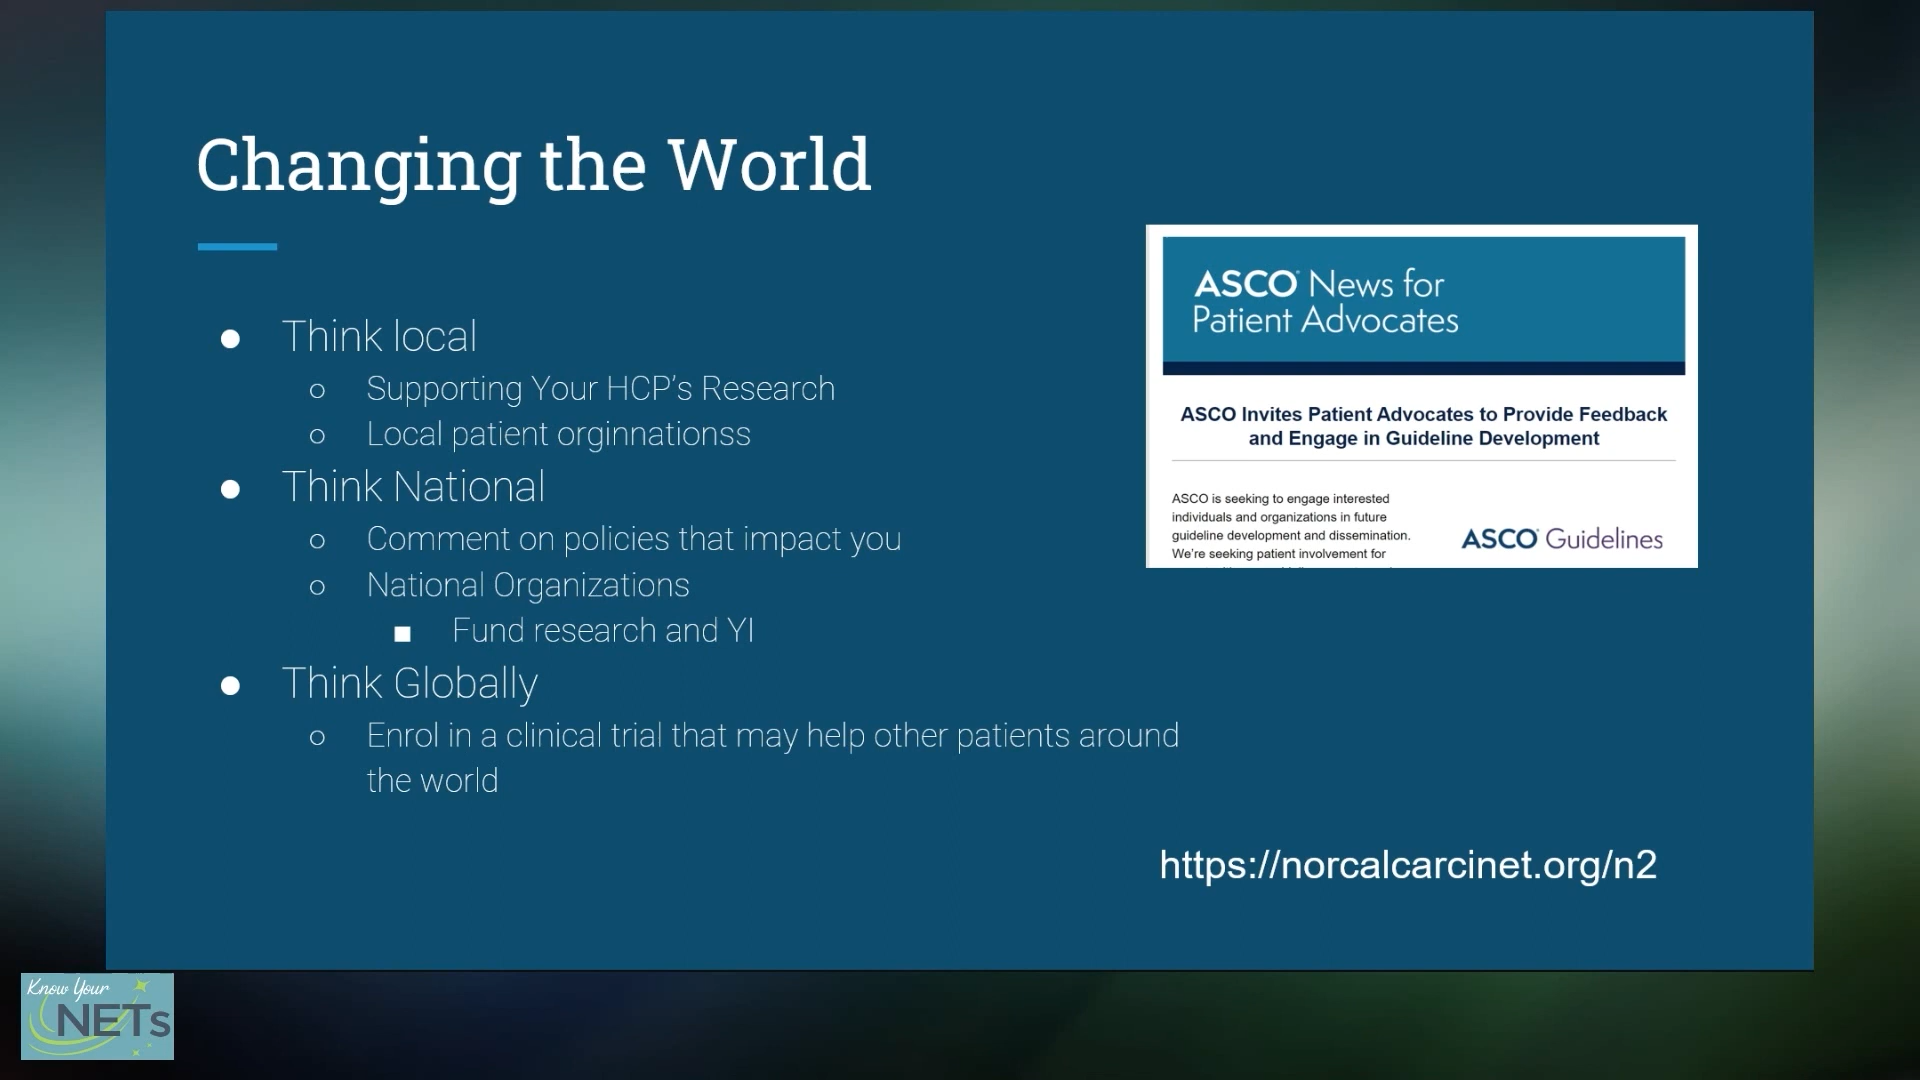 Changing the World
● Think local
○ Supporting Your HCP's Research
○ Local patient orginnationss
● Think National
○ Comment on policies that impact you
○ National Organizations
■ Fund research and YI
● Think Globally
○ Enrol in a clinical trial that may help other patients around
the world
ASCO® News for
Patient Advocates
ASCO Invites Patient Advocates to Provide Feedback
and Engage in Guideline Development
ASCO is seeking to engage interested
individuals and organizations in future
guideline development and dissemination.
We're seeking patient involvement for
ASCO® Guidelines
https://norcalcarcinet.org/n2
Know Your
NETs